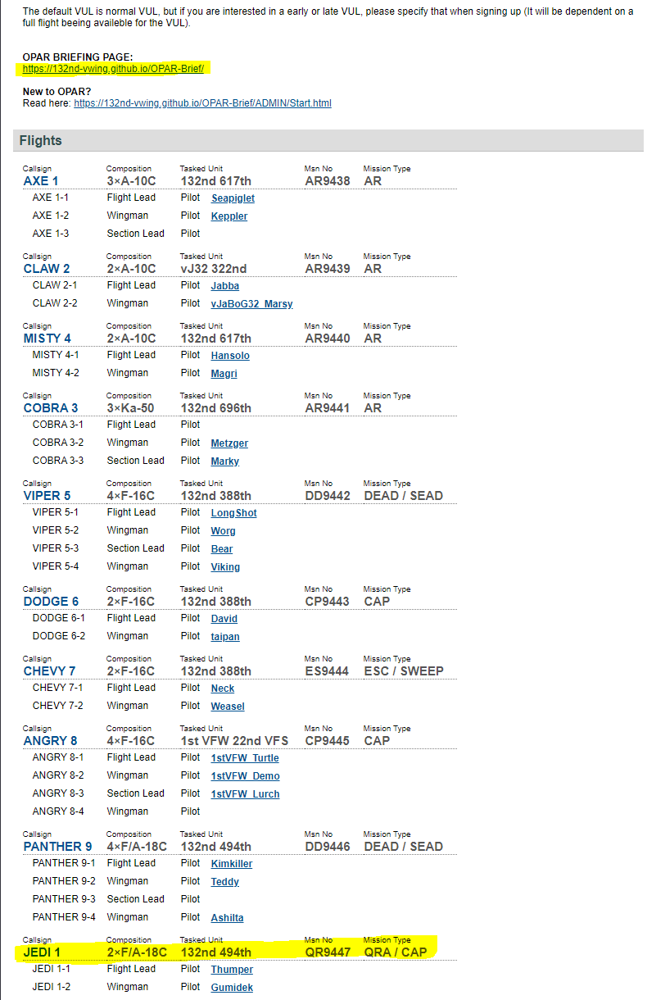 The default VUL is normal VUL, but if you are interested in a early or late VUL, please specify that when signing up (It will be dependent on a
full flight beeing availeble for the VUL).
OPAR BRIEFING PAGE:
https://132nd-vwing.github.io/OPAR-Brief/
New to OPAR?
Read here: https://132nd-vwing.github.io/OPAR-Brief/ADMIN/Start.html
Flights
Callsign Composition Tasked Unit Msn No Mission Type
AXE 1 3×A-10C 132nd 617th AR9438 AR
AXE 1-1 Flight Lead Pilot Seapiglet
AXE 1-2 Wingman Pilot Keppler
AXE 1-3 Section Lead Pilot
Callsign Composition Tasked Unit Msn No Mission Type
CLAW 2 2×A-10C vJ32 322nd AR9439 AR
CLAW 2-1 Flight Lead Pilot Jabba
CLAW 2-2 Wingman Pilot vJaBoG32_Marsy
Callsign Composition Tasked Unit Msn No Mission Type
MISTY 4 2×A-10C 132nd 617th AR9440 AR
MISTY 4-1 Flight Lead Pilot Hansolo
MISTY 4-2 Wingman Pilot Magri
Callsign Composition Tasked Unit Msn No Mission Type
COBRA 3 3×Ka-50 132nd 696th AR9441 AR
COBRA 3-1 Flight Lead Pilot
COBRA 3-2 Wingman Pilot Metzger
COBRA 3-3 Section Lead Pilot Marky
Callsign Composition Tasked Unit Msn No Mission Type
VIPER 5 4×F-16C 132nd 388th DD9442 DEAD / SEAD
VIPER 5-1 Flight Lead Pilot LongShot
VIPER 5-2 Wingman Pilot Worg
VIPER 5-3 Section Lead Pilot Bear
VIPER 5-4 Wingman Pilot Viking
Callsign Composition Tasked Unit Msn No Mission Type
DODGE 6 2×F-16C 132nd 388th CP9443 CAP
DODGE 6-1 Flight Lead Pilot David
DODGE 6-2 Wingman Pilot taipan
Callsign Composition Tasked Unit Msn No Mission Type
CHEVY 7 2×F-16C 132nd 388th ES9444 ESC / SWEEP
CHEVY 7-1 Flight Lead Pilot Neck
CHEVY 7-2 Wingman Pilot Weasel
Callsign Composition Tasked Unit Msn No Mission Type
ANGRY 8 4×F-16C 1st VFW 22nd VFS CP9445 CAP
ANGRY 8-1 Flight Lead Pilot 1stVFW_Turtle
ANGRY 8-2 Wingman Pilot 1stVFW_Demo
ANGRY 8-3 Section Lead Pilot 1stVFW_Lurch
ANGRY 8-4 Wingman Pilot
Callsign Composition Tasked Unit Msn No Mission Type
PANTHER 9 4×F/A-18C 132nd 494th DD9446 DEAD / SEAD
PANTHER 9-1 Flight Lead Pilot Kimkiller
PANTHER 9-2 Wingman Pilot Teddy
PANTHER 9-3 Section Lead Pilot
PANTHER 9-4 Wingman Pilot Ashilta
Callsign Composition Tasked Unit Msn No Mission Type
JEDI 1 2×F/A-18C 132nd 494th QR9447 QRA / CAP
JEDI 1-1 Flight Lead Pilot Thumper
JEDI 1-2 Wingman Pilot Gumidek